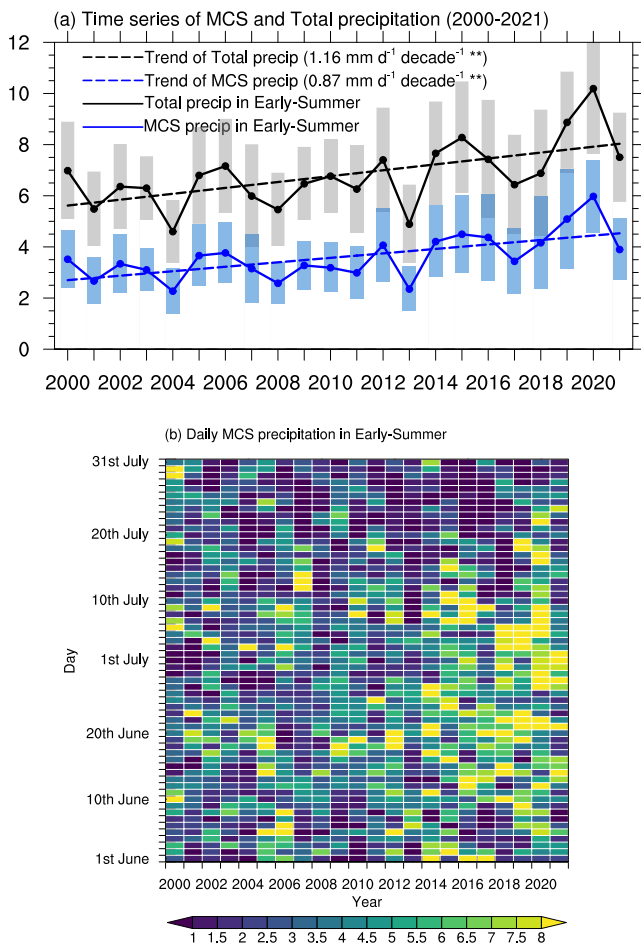 (a) Time series of MCS and Total precipitation (2000-2021)
12
10
8
6
4
2
0
Trend of Total precip (1.16 mm d⁻¹ decade⁻¹ **)
Trend of MCS precip (0.87 mm d⁻¹ decade⁻¹ **)
Total precip in Early-Summer
MCS precip in Early-Summer
2000 2002 2004 2006 2008 2010 2012 2014 2016 2018 2020
(b) Daily MCS precipitation in Early-Summer
31st July
20th July
10th July
1st July
20th June
10th June
1st June
Day
2000 2002 2004 2006 2008 2010 2012 2014 2016 2018 2020
Year
1 1.5 2 2.5 3 3.5 4 4.5 5 5.5 6 6.5 7 7.5 8